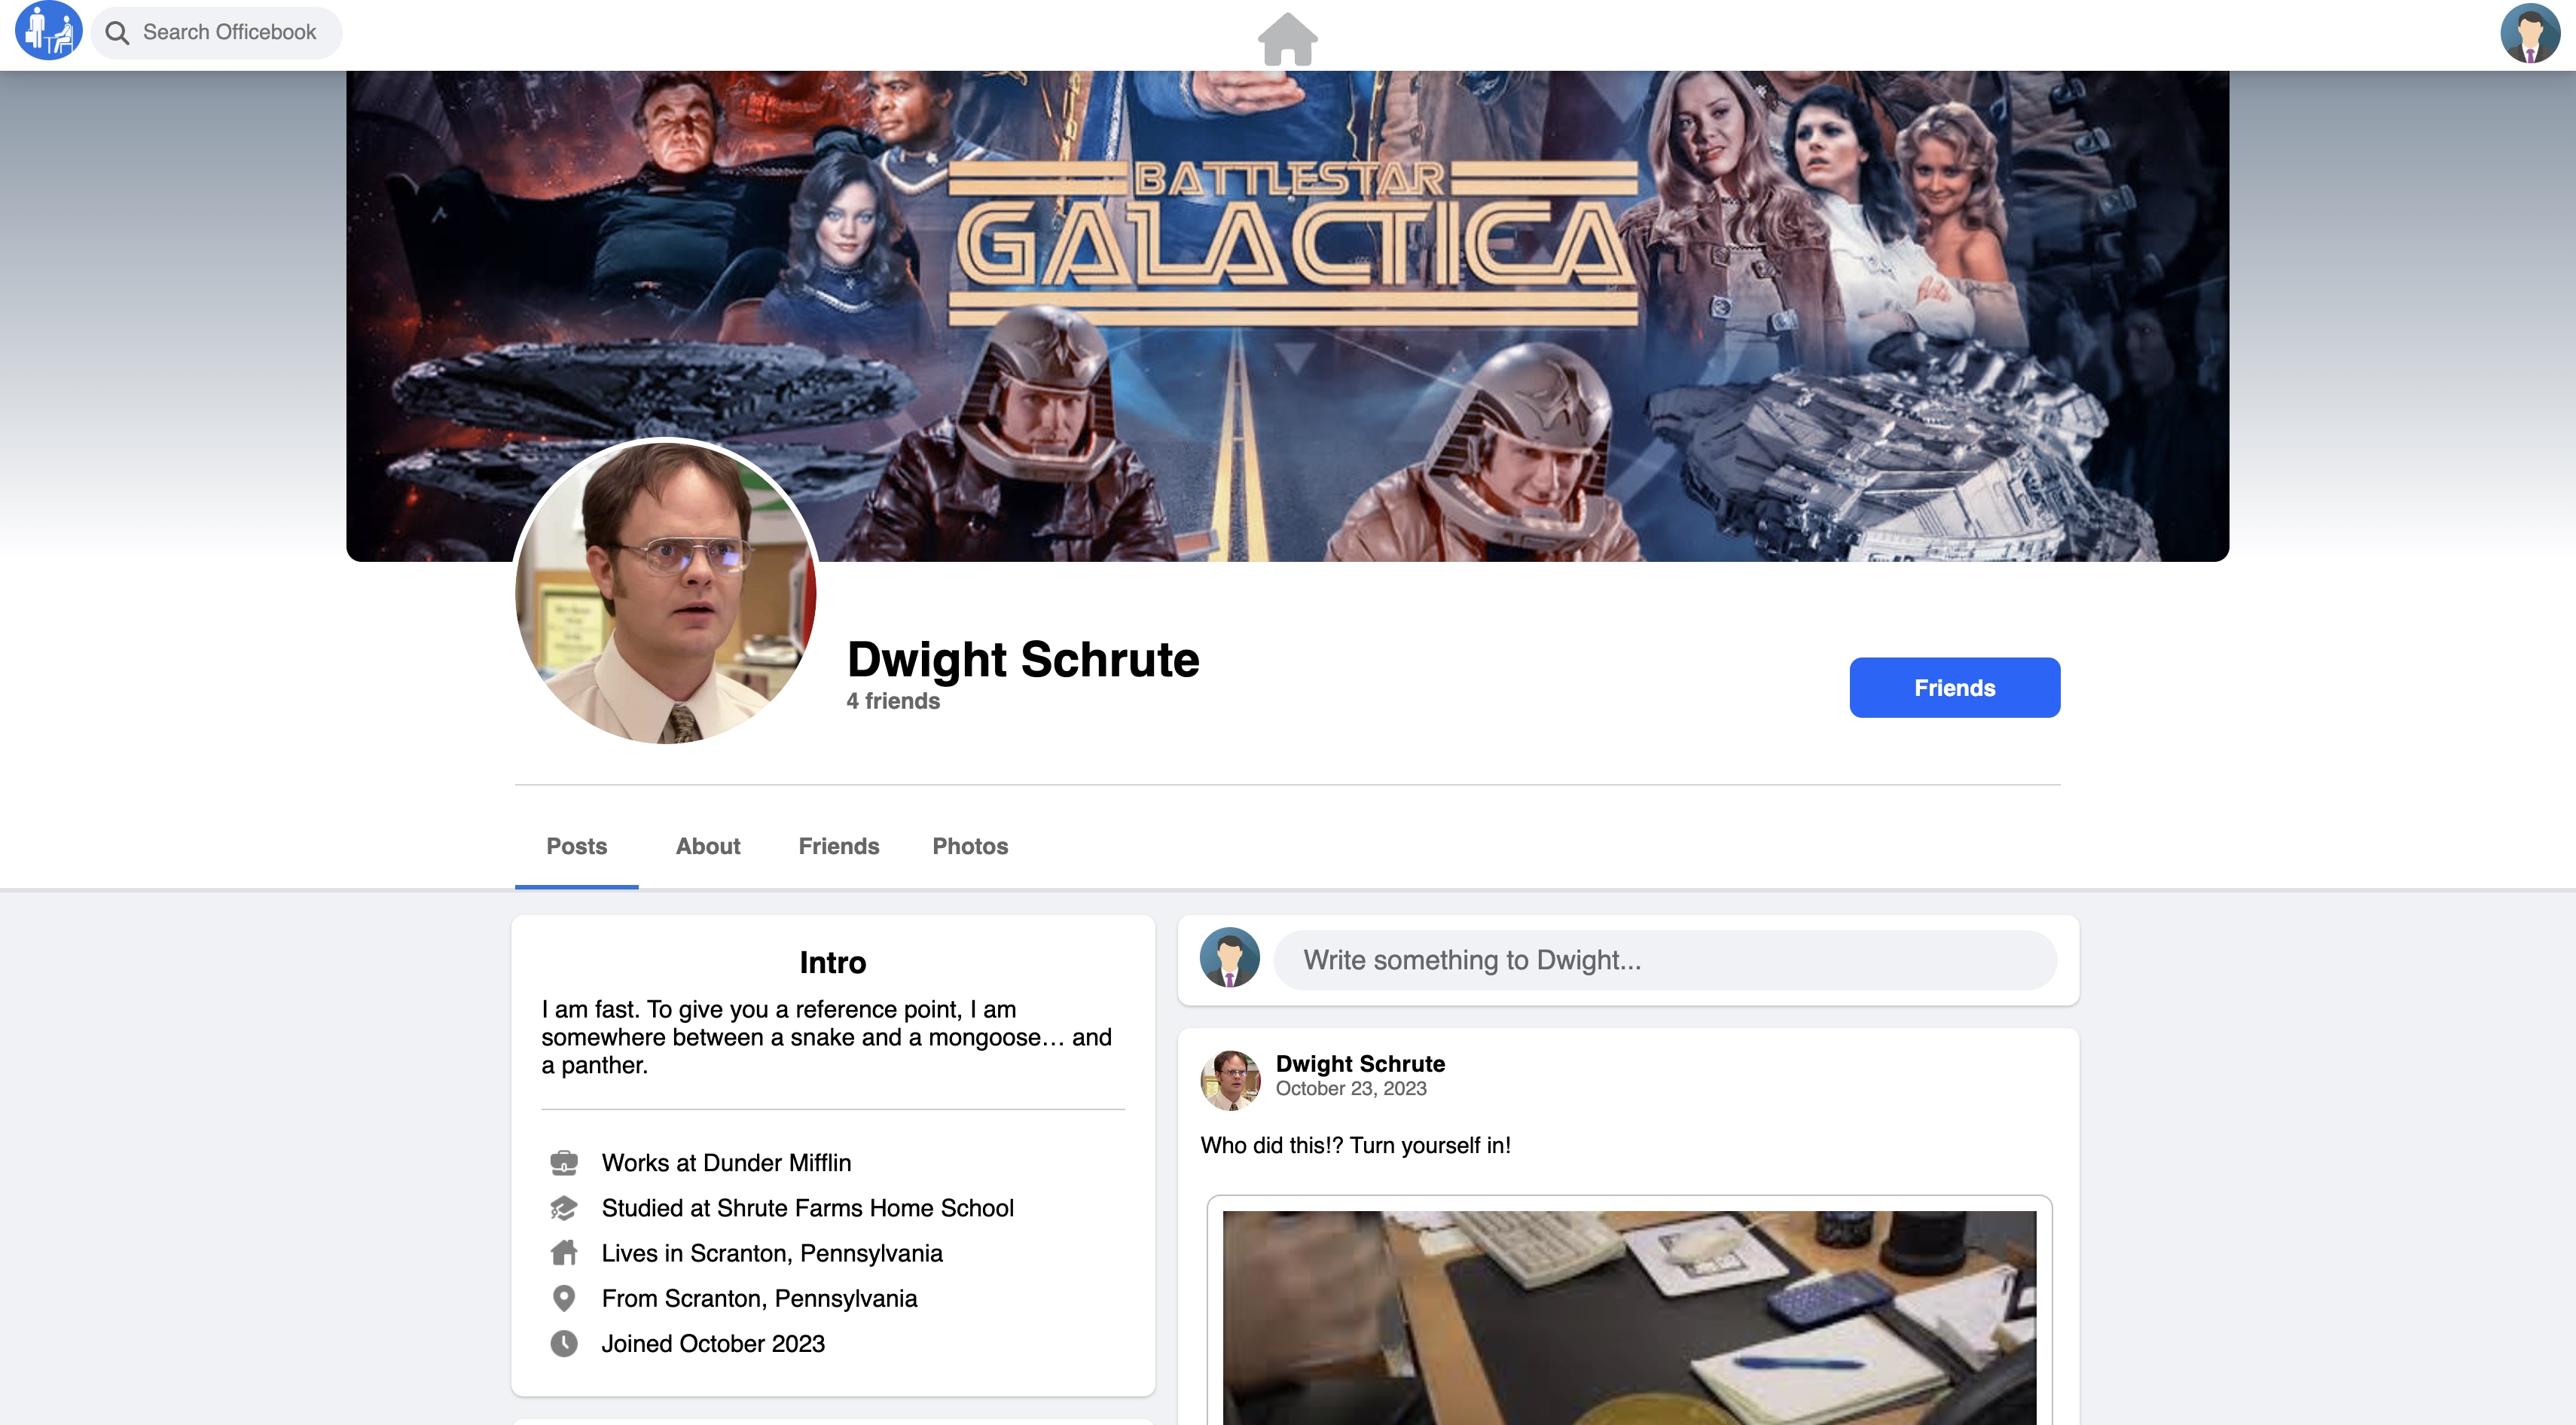 Search Officebook
BATTLESTAR
GALACTICA
Dwight Schrute
4 friends
Friends
Posts
About
Friends
Photos
Intro
I am fast. To give you a reference point, I am
somewhere between a snake and a mongoose… and
a panther.
Works at Dunder Mifflin
Studied at Shrute Farms Home School
Lives in Scranton, Pennsylvania
From Scranton, Pennsylvania
Joined October 2023
Write something to Dwight...
Dwight Schrute
October 23, 2023
Who did this!? Turn yourself in!